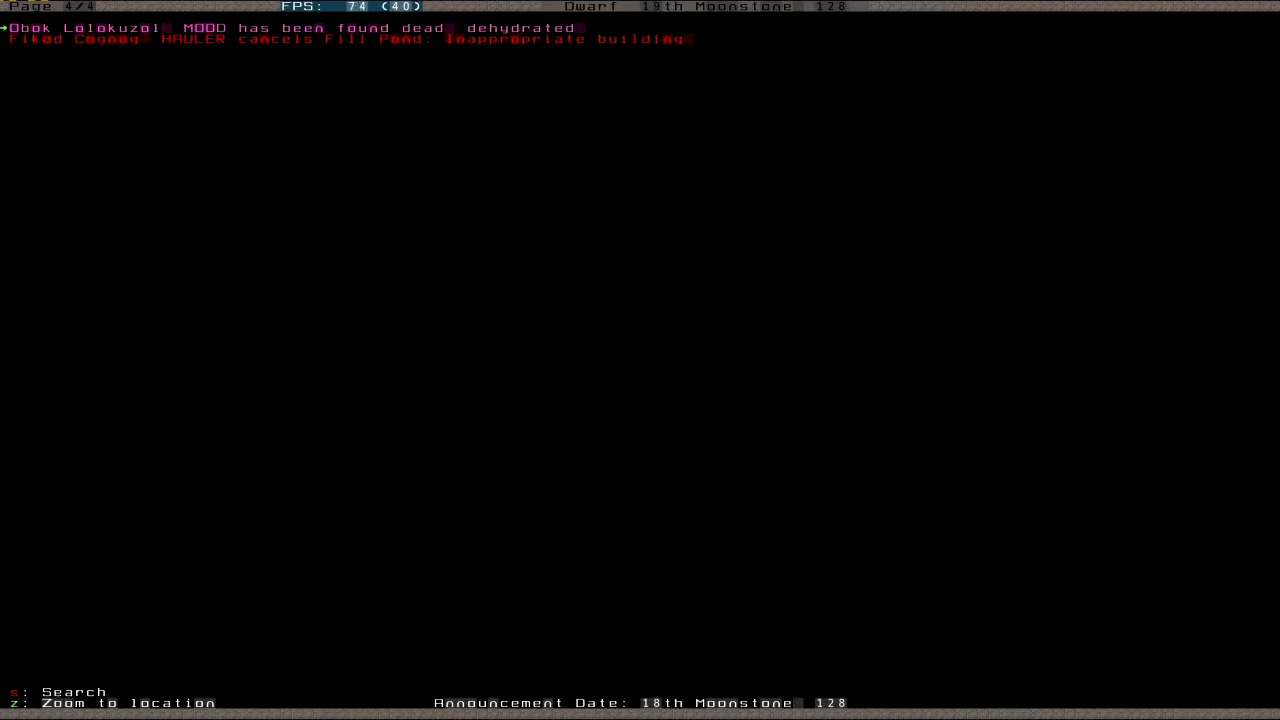 Page 4/4 FPS: 74 (40) Dwarf 19th Moonstone 128
Obok Lolokuzol MOOD has been found dead dehydrated
Fikod Cognoy HAULER cancels Fill Pond: Inappropriate building
s: Search
z: Zoom to location Announcement Date: 18th Moonstone 128